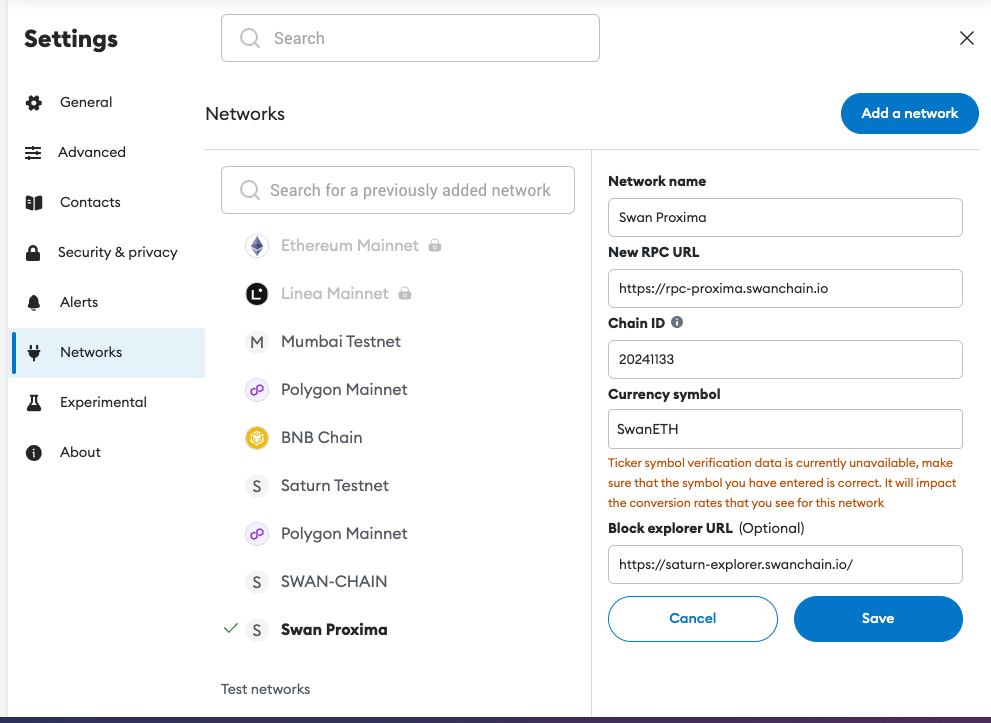 Settings
Search
General
Advanced
Contacts
Security & privacy
Alerts
Networks
Experimental
About
Networks
Add a network
Search for a previously added network
Ethereum Mainnet
L Linea Mainnet
M Mumbai Testnet
Polygon Mainnet
BNB Chain
S Saturn Testnet
Polygon Mainnet
S SWAN-CHAIN
S Swan Proxima
Test networks
Network name
Swan Proxima
New RPC URL
https://rpc-proxima.swanchain.io
Chain ID
20241133
Currency symbol
SwanETH
Ticker symbol verification data is currently unavailable, make
sure that the symbol you have entered is correct. It will impact
the conversion rates that you see for this network
Block explorer URL (Optional)
https://saturn-explorer.swanchain.io/
Cancel
Save